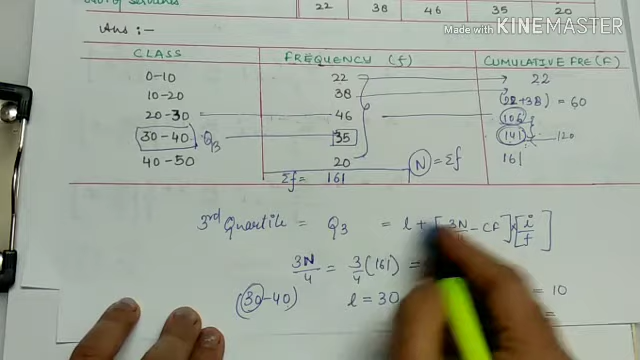 22 38 46 35 20
Made with KINEMASTER
Ans :-
CLASS FREQUENCY (f) CUMULATIVE FRE (F)
0-10 22 22
10-20 38 (22+38) = 60
20-30 46 106
30-40 Q3 35 141 120
40-50 20 161
Σf = 161 N = Σf
3rd Quartile = Q3 = l + [3N - CF] [i/f]
3N/4 = 3/4 (161) =
(30-40) l = 30 = 10
=